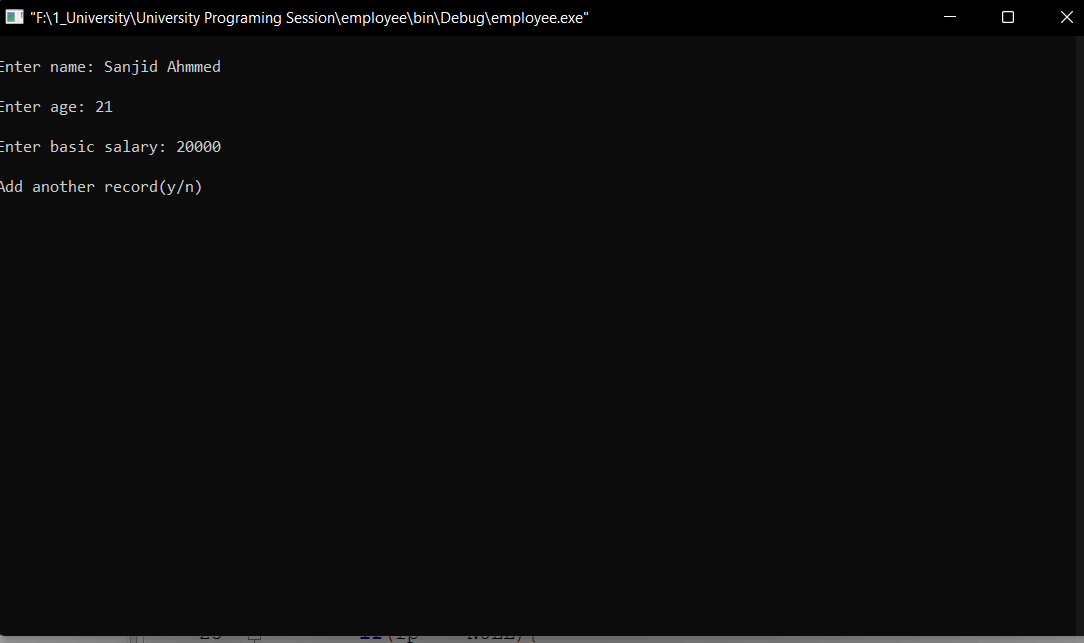 "F:\1_University\University Programing Session\employee\bin\Debug\employee.exe"
Enter name: Sanjid Ahmmed
Enter age: 21
Enter basic salary: 20000
Add another record(y/n)